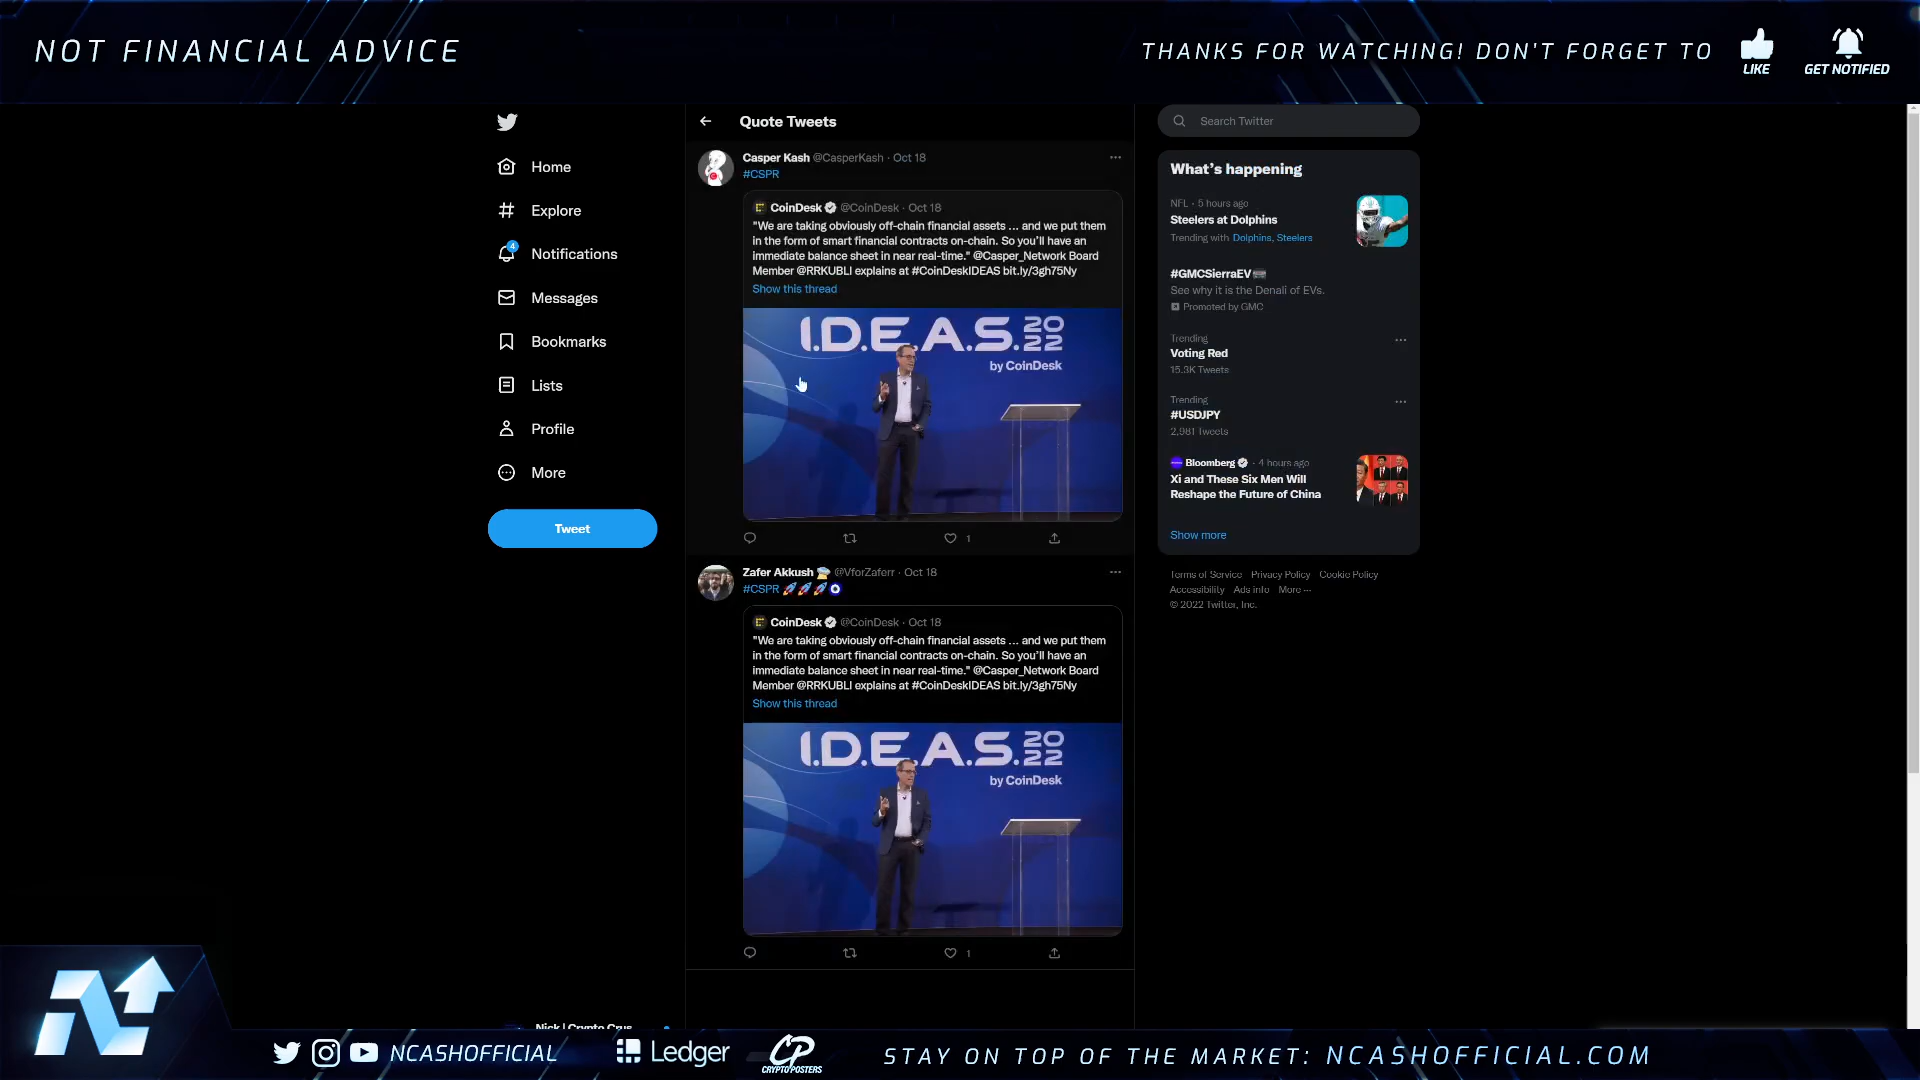 NOT FINANCIAL ADVICE
THANKS FOR WATCHING! DON'T FORGET TO
LIKE
GET NOTIFIED
Home
Explore
4
Notifications
Messages
Bookmarks
Lists
Profile
More
Tweet
Quote Tweets
Casper Kash @CasperKash · Oct 18
#CSPR
CoinDesk @CoinDesk · Oct 18
"We are taking obviously off-chain financial assets ... and we put them
in the form of smart financial contracts on-chain. So you'll have an
immediate balance sheet in near real-time." @Casper_Network Board
Member @RRKUBLI explains at #CoinDeskIDEAS bit.ly/3gh75Ny
Show this thread
I.D.E.A.S. 2022
by CoinDesk
1
Zafer Akkush @VforZaferr · Oct 18
#CSPR 🚀🚀🚀🧿
CoinDesk @CoinDesk · Oct 18
"We are taking obviously off-chain financial assets ... and we put them
in the form of smart financial contracts on-chain. So you'll have an
immediate balance sheet in near real-time." @Casper_Network Board
Member @RRKUBLI explains at #CoinDeskIDEAS bit.ly/3gh75Ny
Show this thread
I.D.E.A.S. 2022
by CoinDesk
1
Search Twitter
What's happening
NFL · 5 hours ago
Steelers at Dolphins
Trending with Dolphins, Steelers
#GMCSierraEV
See why it is the Denali of EVs.
Promoted by GMC
Trending
Voting Red
15.3K Tweets
Trending
#USDJPY
2,981 Tweets
Bloomberg · 4 hours ago
Xi and These Six Men Will
Reshape the Future of China
Show more
Terms of Service Privacy Policy Cookie Policy
Accessibility Ads info More ···
© 2022 Twitter, Inc.
Nick | Crypto Crus
NCASHOFFICIAL
Ledger
CP
CRYPTOPOSTERS
STAY ON TOP OF THE MARKET: NCASHOFFICIAL.COM